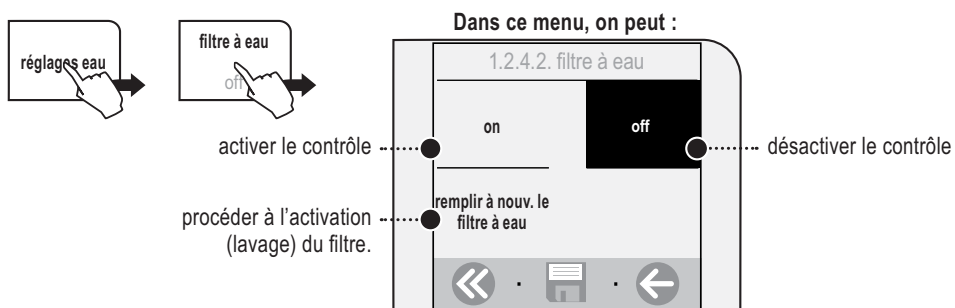 Dans ce menu, on peut :
réglages eau
filtre à eau
off
1.2.4.2. filtre à eau
on
off
activer le contrôle
désactiver le contrôle
remplir à nouv. le
filtre à eau
procéder à l’activation
(lavage) du filtre.